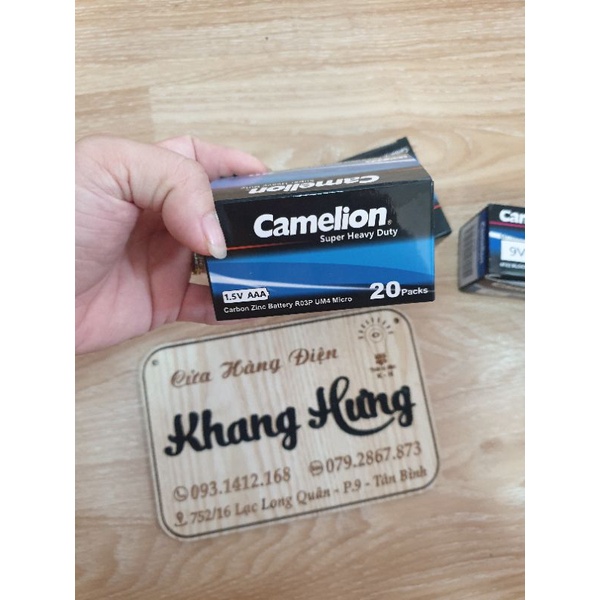 Camelion
Camelion
Super Heavy Duty
1.5V AAA
Carbon Zinc Battery R03P UM4 Micro
20 Packs
9V
Cửa Hàng Điện
Khang Hưng
093.1412.168
079.2867.873
752/16 Lạc Long Quân - P.9 - Tân Bình